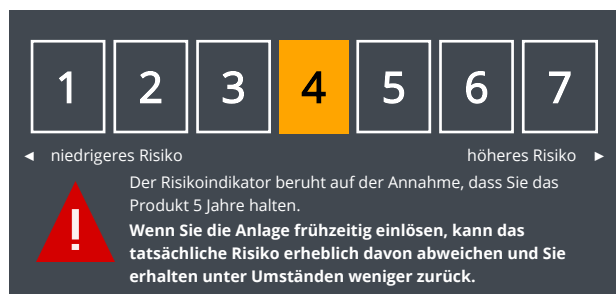 1 2 3 4 5 6 7
◄ niedrigeres Risiko höheres Risiko ►
Der Risikoindikator beruht auf der Annahme, dass Sie das
Produkt 5 Jahre halten.
Wenn Sie die Anlage frühzeitig einlösen, kann das
tatsächliche Risiko erheblich davon abweichen und Sie
erhalten unter Umständen weniger zurück.
!